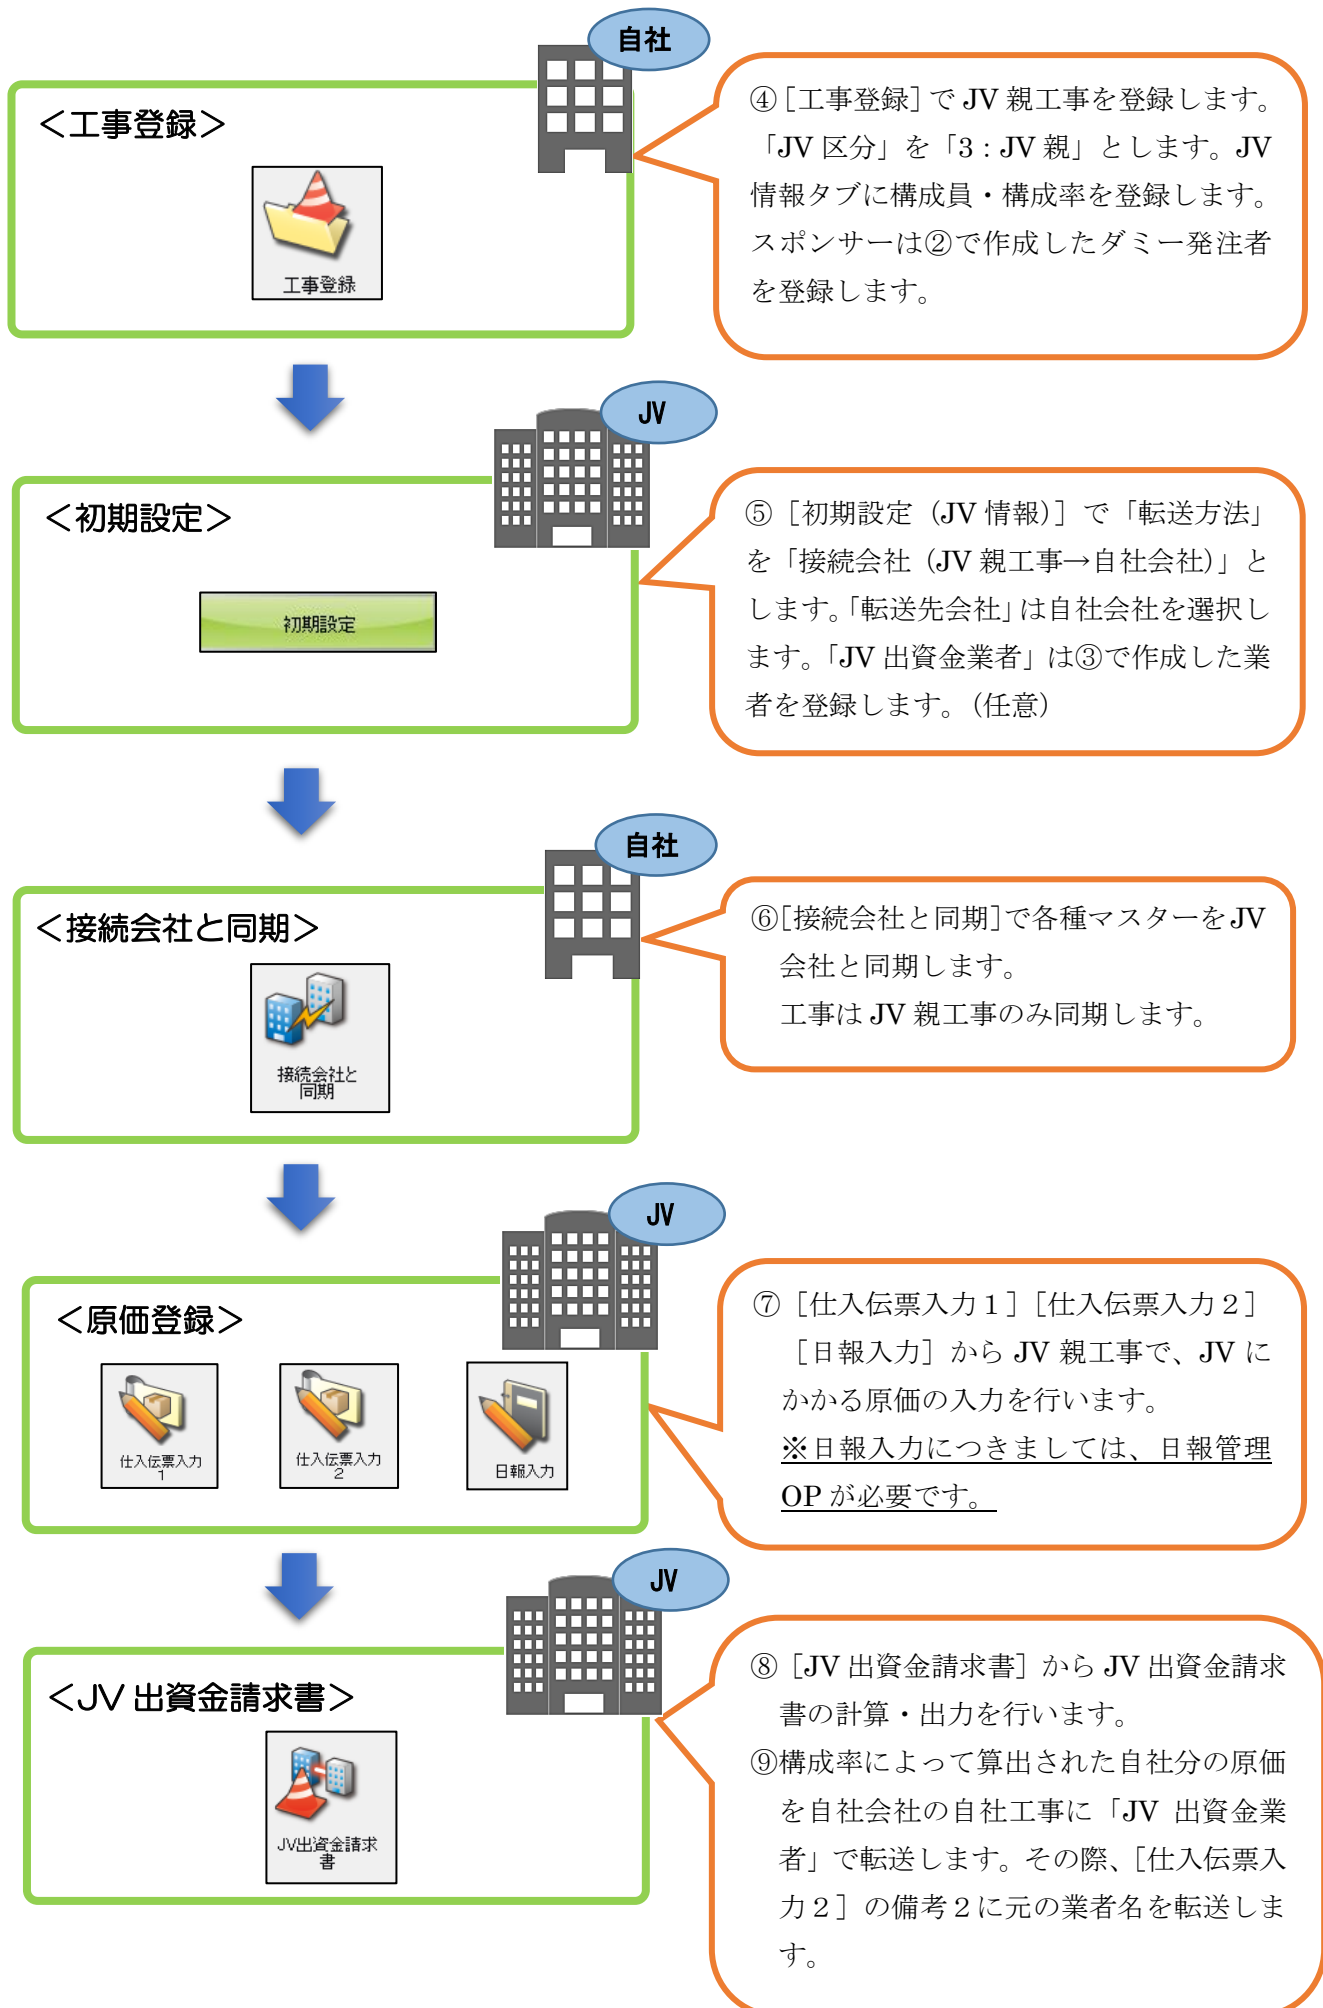 自社
＜工事登録＞
工事登録
④［工事登録］で JV 親工事を登録します。
「JV 区分」を「3：JV 親」とします。JV
情報タブに構成員・構成率を登録します。
スポンサーは②で作成したダミー発注者
を登録します。
JV
＜初期設定＞
初期設定
⑤［初期設定（JV 情報）］で「転送方法」
を「接続会社（JV 親工事→自社会社）」と
します。「転送先会社」は自社会社を選択し
ます。「JV 出資金業者」は③で作成した業
者を登録します。（任意）
自社
＜接続会社と同期＞
接続会社と
同期
⑥［接続会社と同期］で各種マスターを JV
会社と同期します。
工事は JV 親工事のみ同期します。
JV
＜原価登録＞
仕入伝票入力
1
仕入伝票入力
2
日報入力
⑦［仕入伝票入力１］［仕入伝票入力２］
［日報入力］から JV 親工事で、JV に
かかる原価の入力を行います。
※日報入力につきましては、日報管理
OP が必要です。
JV
＜JV 出資金請求書＞
JV出資金請求
書
⑧［JV 出資金請求書］から JV 出資金請求
書の計算・出力を行います。
⑨構成率によって算出された自社分の原価
を自社会社の自社工事に「JV 出資金業
者」で転送します。その際、［仕入伝票入
力２］の備考２に元の業者名を転送しま
す。